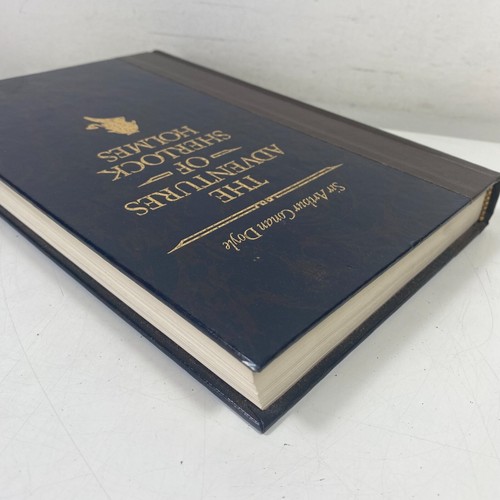 Sir Arthur Conan Doyle
THE
ADVENTURES
OF
SHERLOCK
HOLMES